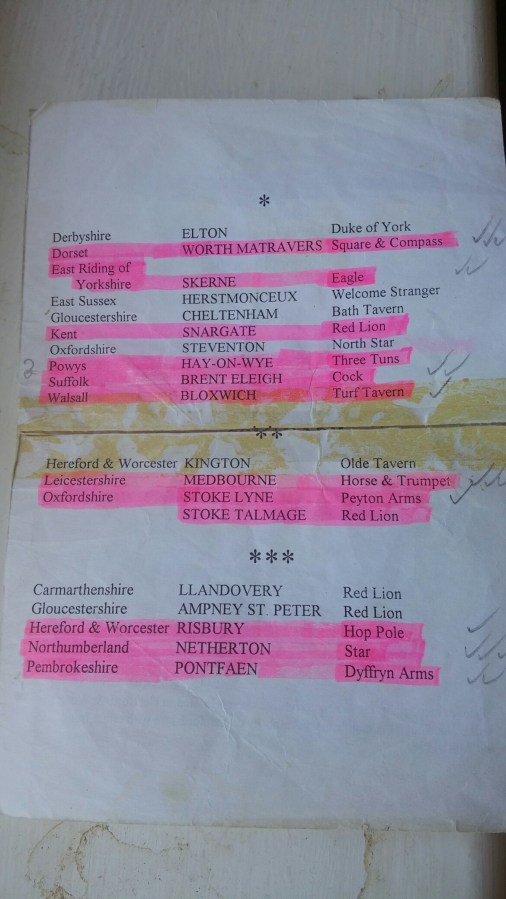 *
Derbyshire ELTON Duke of York
Dorset WORTH MATRAVERS Square & Compass
East Riding of
Yorkshire SKERNE Eagle
East Sussex HERSTMONCEUX Welcome Stranger
Gloucestershire CHELTENHAM Bath Tavern
Kent SNARGATE Red Lion
Oxfordshire STEVENTON North Star
2 Powys HAY-ON-WYE Three Tuns
Suffolk BRENT ELEIGH Cock
Walsall BLOXWICH Turf Tavern
**
Hereford & Worcester KINGTON Olde Tavern
Leicestershire MEDBOURNE Horse & Trumpet
Oxfordshire STOKE LYNE Peyton Arms
STOKE TALMAGE Red Lion
***
Carmarthenshire LLANDOVERY Red Lion
Gloucestershire AMPNEY ST. PETER Red Lion
Hereford & Worcester RISBURY Hop Pole
Northumberland NETHERTON Star
Pembrokeshire PONTFAEN Dyffryn Arms